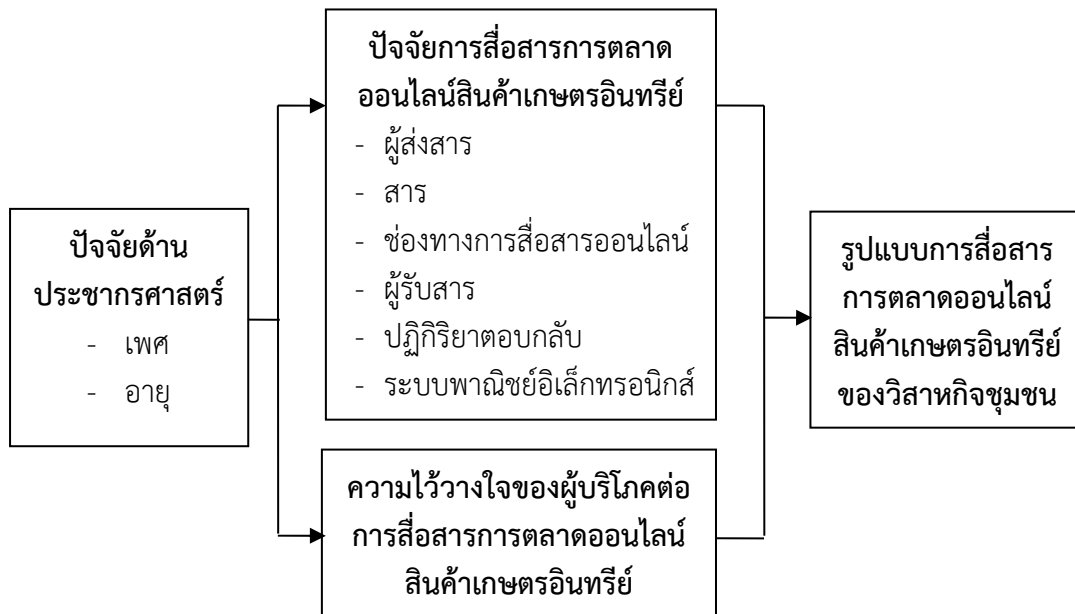 ปัจจัยด้าน
ประชากรศาสตร์
- เพศ
- อายุ
ปัจจัยการสื่อสารการตลาด
ออนไลน์สินค้าเกษตรอินทรีย์
- ผู้ส่งสาร
- สาร
- ช่องทางการสื่อสารออนไลน์
- ผู้รับสาร
- ปฏิกิริยาตอบกลับ
- ระบบพาณิชย์อิเล็กทรอนิกส์
ความไว้วางใจของผู้บริโภคต่อ
การสื่อสารการตลาดออนไลน์
สินค้าเกษตรอินทรีย์
รูปแบบการสื่อสาร
การตลาดออนไลน์
สินค้าเกษตรอินทรีย์
ของวิสาหกิจชุมชน